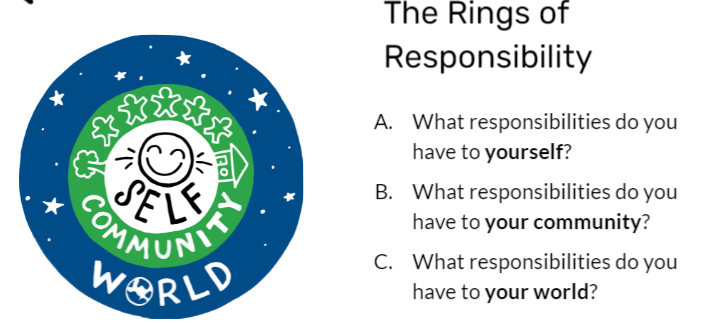 SELF
COMMUNITY
WORLD
The Rings of
Responsibility
A. What responsibilities do you
have to yourself?
B. What responsibilities do you
have to your community?
C. What responsibilities do you
have to your world?